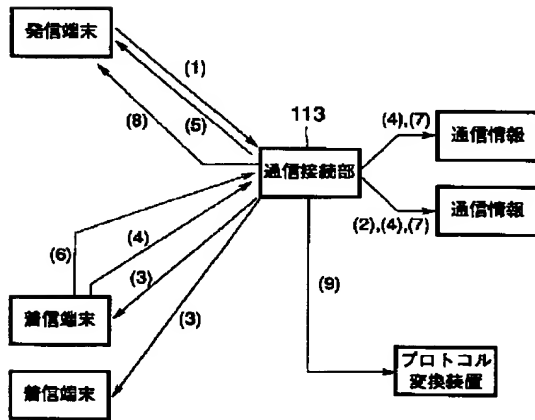 発信端末
(1)
(5)
(8)
113
(4),(7)
通信情報
通信接続部
通信情報
(2),(4),(7)
(6)
(4)
(3)
(3)
(9)
着信端末
着信端末
プロトコル
変換装置